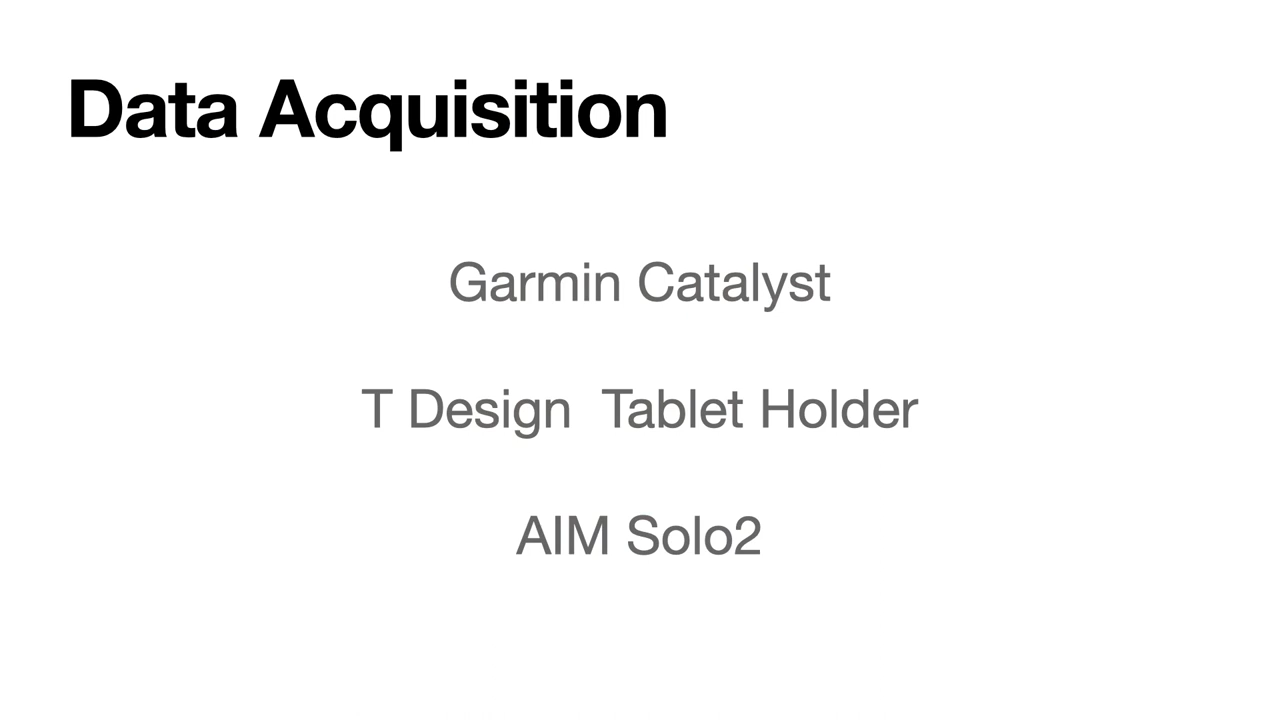 Data Acquisition
Garmin Catalyst
T Design  Tablet Holder
AIM Solo2